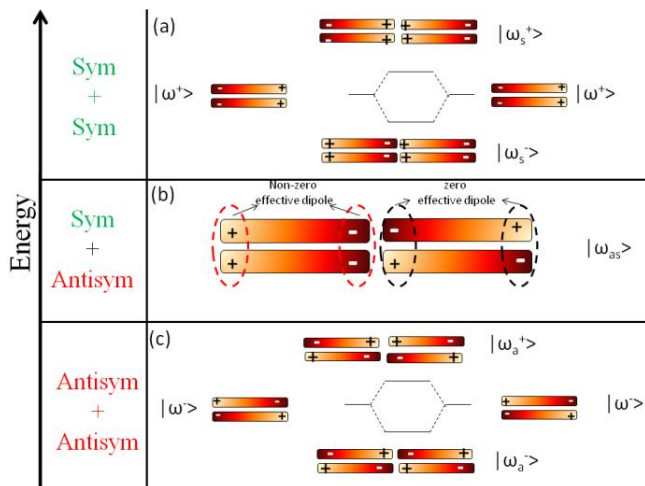 Energy
Sym
+
Sym
(a)
|ω⁺>
- + + -
- + + -
|ωₛ⁺>
- +
- +
- +
- +
|ω⁺>
+ - + -
+ - + -
|ωₛ⁻>
Sym
+
Antisym
(b)
Non-zero
effective dipole
zero
effective dipole
+ - - +
+ - + -
|ωₐₛ>
Antisym
+
Antisym
(c)
|ω⁻>
- + + -
+ - - +
|ωₐ⁺>
+ -
- +
+ -
- +
|ω⁻>
- + - +
+ - + -
|ωₐ⁻>